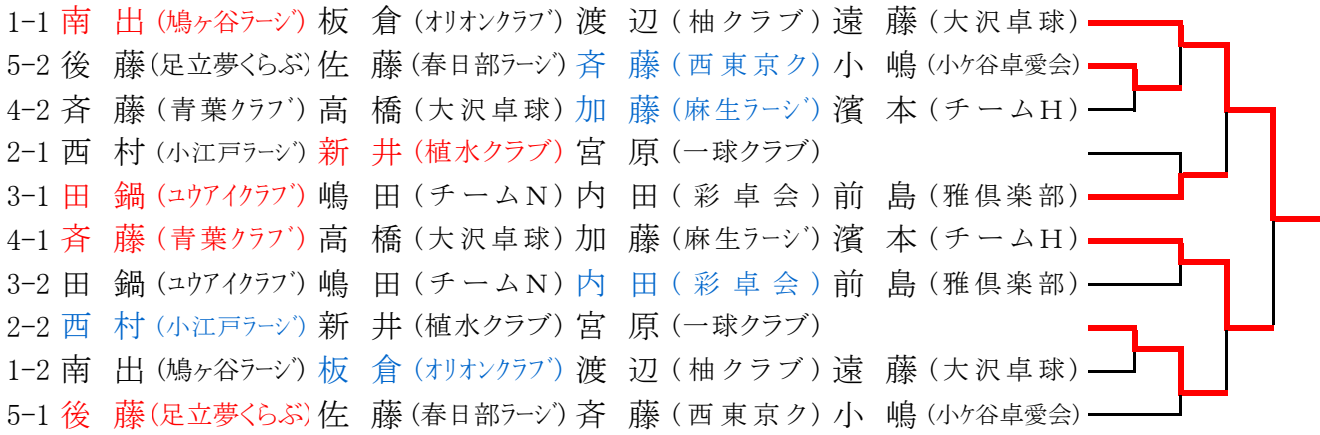 1-1 南 出 (鳩ヶ谷ラージ) 板 倉 (オリオンクラブ) 渡 辺 (柚クラブ) 遠 藤 (大沢卓球)
5-2 後 藤 (足立夢くらぶ) 佐 藤 (春日部ラージ) 斉 藤 (西東京ク) 小 嶋 (小ケ谷卓愛会)
4-2 斉 藤 (青葉クラブ) 高 橋 (大沢卓球) 加 藤 (麻生ラージ) 濱 本 (チームH)
2-1 西 村 (小江戸ラージ) 新 井 (植水クラブ) 宮 原 (一球クラブ)
3-1 田 鍋 (ユウアイクラブ) 嶋 田 (チームN) 内 田 (彩卓会) 前 島 (雅倶楽部)
4-1 斉 藤 (青葉クラブ) 高 橋 (大沢卓球) 加 藤 (麻生ラージ) 濱 本 (チームH)
3-2 田 鍋 (ユウアイクラブ) 嶋 田 (チームN) 内 田 (彩卓会) 前 島 (雅倶楽部)
2-2 西 村 (小江戸ラージ) 新 井 (植水クラブ) 宮 原 (一球クラブ)
1-2 南 出 (鳩ヶ谷ラージ) 板 倉 (オリオンクラブ) 渡 辺 (柚クラブ) 遠 藤 (大沢卓球)
5-1 後 藤 (足立夢くらぶ) 佐 藤 (春日部ラージ) 斉 藤 (西東京ク) 小 嶋 (小ケ谷卓愛会)